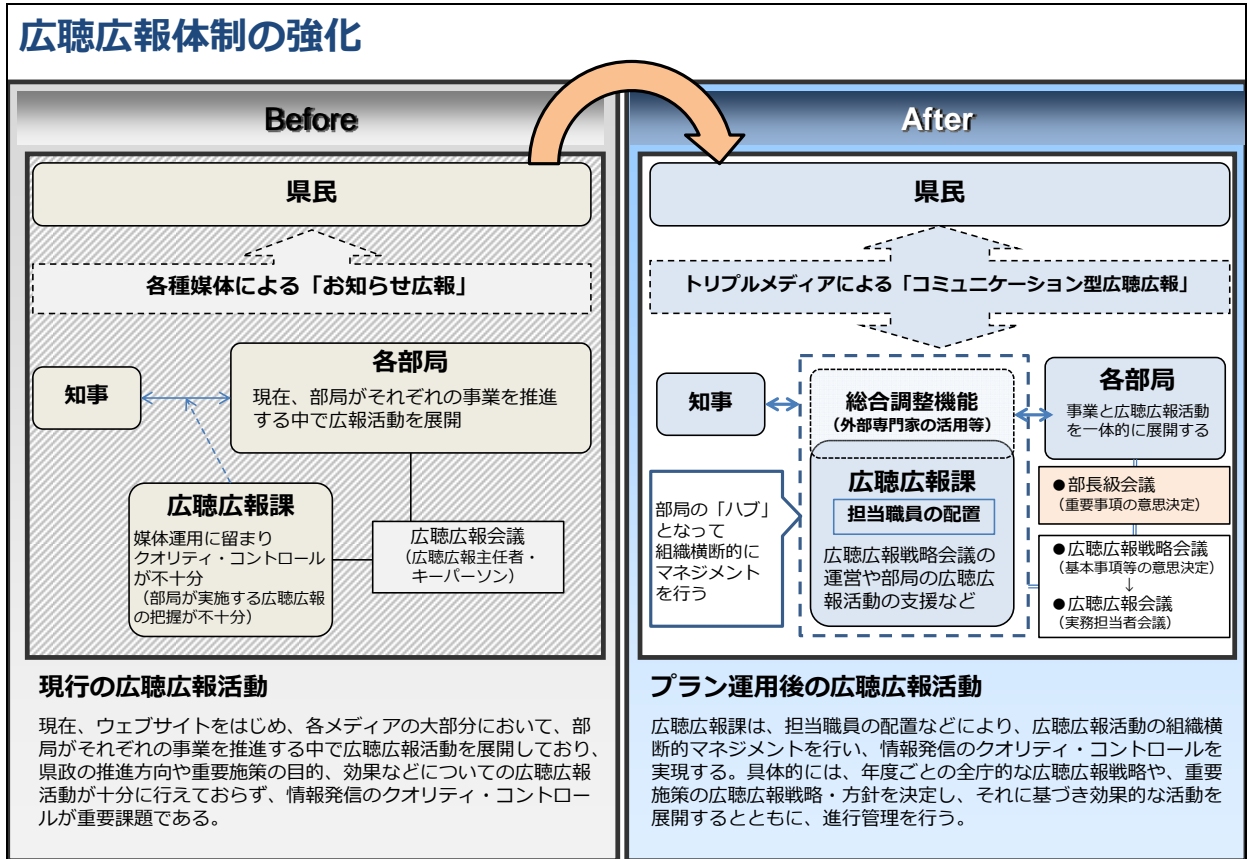 広聴広報体制の強化
Before
県民
各種媒体による「お知らせ広報」
知事
各部局
現在、部局がそれぞれの事業を推進
する中で広報活動を展開
広聴広報課
媒体運用に留まり
クオリティ・コントロール
が不十分
（部局が実施する広聴広報
の把握が不十分）
広聴広報会議
（広聴広報主任者・
キーパーソン）
現行の広聴広報活動
現在、ウェブサイトをはじめ、各メディアの大部分において、部
局がそれぞれの事業を推進する中で広聴広報活動を展開しており、
県政の推進方向や重要施策の目的、効果などについての広聴広報
活動が十分に行えておらず、情報発信のクオリティ・コントロー
ルが重要課題である。
After
県民
トリプルメディアによる「コミュニケーション型広聴広報」
知事
総合調整機能
（外部専門家の活用等）
各部局
事業と広聴広報活動
を一体的に展開する
部局の「ハブ」
となって
組織横断的に
マネジメント
を行う
広聴広報課
担当職員の配置
広聴広報戦略会議の
運営や部局の広聴広
報活動の支援など
●部長級会議
（重要事項の意思決定）
●広聴広報戦略会議
（基本事項等の意思決定）
↓
●広聴広報会議
（実務担当者会議）
プラン運用後の広聴広報活動
広聴広報課は、担当職員の配置などにより、広聴広報活動の組織横
断的マネジメントを行い、情報発信のクオリティ・コントロールを
実現する。具体的には、年度ごとの全庁的な広聴広報戦略や、重要
施策の広聴広報戦略・方針を決定し、それに基づき効果的な活動を
展開するとともに、進行管理を行う。